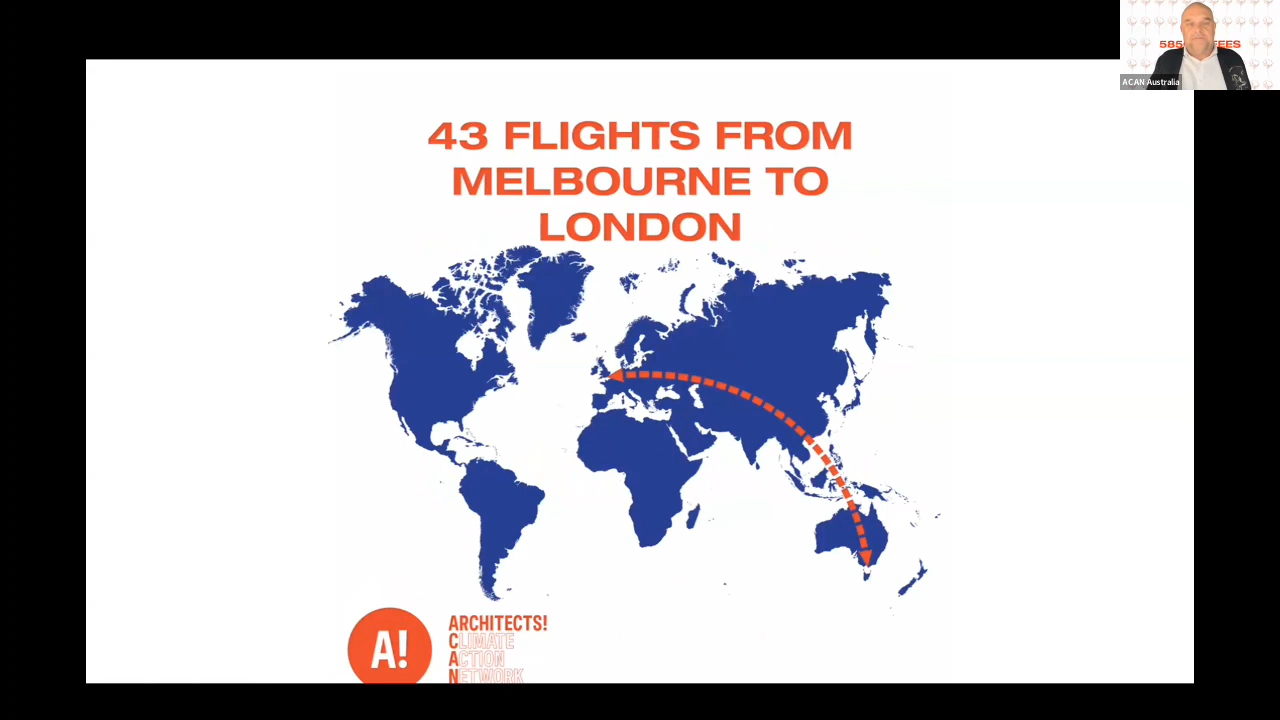 43 FLIGHTS FROM
MELBOURNE TO
LONDON
ACAN Australia
A!
ARCHITECTS!
CLIMATE
ACTION
NETWORK